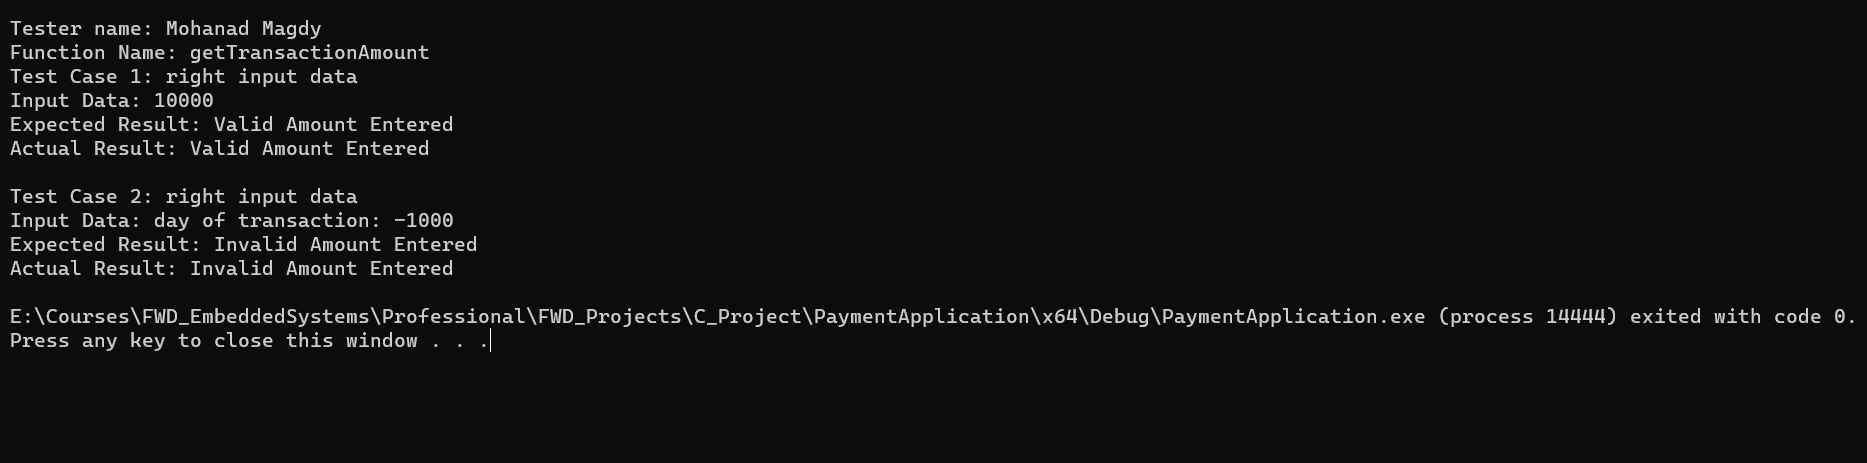 Tester name: Mohanad Magdy
Function Name: getTransactionAmount
Test Case 1: right input data
Input Data: 10000
Expected Result: Valid Amount Entered
Actual Result: Valid Amount Entered
Test Case 2: right input data
Input Data: day of transaction: -1000
Expected Result: Invalid Amount Entered
Actual Result: Invalid Amount Entered
E:\Courses\FWD_EmbeddedSystems\Professional\FWD_Projects\C_Project\PaymentApplication\x64\Debug\PaymentApplication.exe (process 14444) exited with code 0.
Press any key to close this window . . .